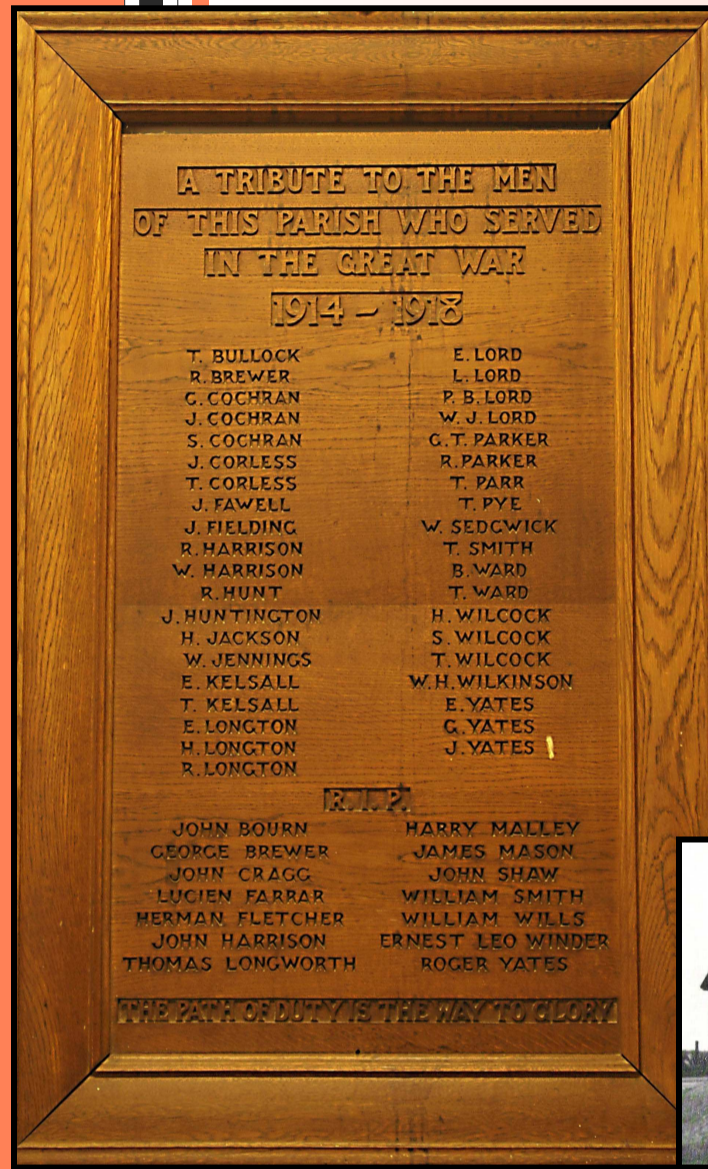 A TRIBUTE TO THE MEN
OF THIS PARISH WHO SERVED
IN THE GREAT WAR
1914 - 1918
T. BULLOCK
R. BREWER
G. COCHRAN
J. COCHRAN
S. COCHRAN
J. CORLESS
T. CORLESS
J. FAWELL
J. FIELDING
R. HARRISON
W. HARRISON
R. HUNT
J. HUNTINGTON
H. JACKSON
W. JENNINGS
E. KELSALL
T. KELSALL
E. LONGTON
H. LONGTON
R. LONGTON
E. LORD
L. LORD
P. B. LORD
W. J. LORD
G. T. PARKER
R. PARKER
T. PARR
T. PYE
W. SEDGWICK
T. SMITH
B. WARD
T. WARD
H. WILCOCK
S. WILCOCK
T. WILCOCK
W. H. WILKINSON
E. YATES
G. YATES
J. YATES
R. I. P.
JOHN BOURN
GEORGE BREWER
JOHN CRAGG
LUCIEN FARRAR
HERMAN FLETCHER
JOHN HARRISON
THOMAS LONGWORTH
HARRY MALLEY
JAMES MASON
JOHN SHAW
WILLIAM SMITH
WILLIAM WILLS
ERNEST LEO WINDER
ROGER YATES
THE PATH OF DUTY IS THE WAY TO GLORY